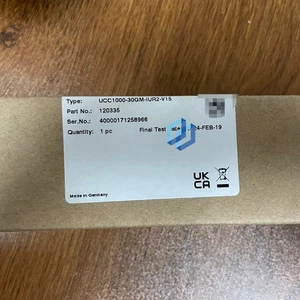 Type: UCC1000-30GM-IUR2-V15
Part No.: 120335
Ser.No.: 40000171258966
Quantity: 1 pc Final Test 4-FEB-19
UK
CA
Made in Germany